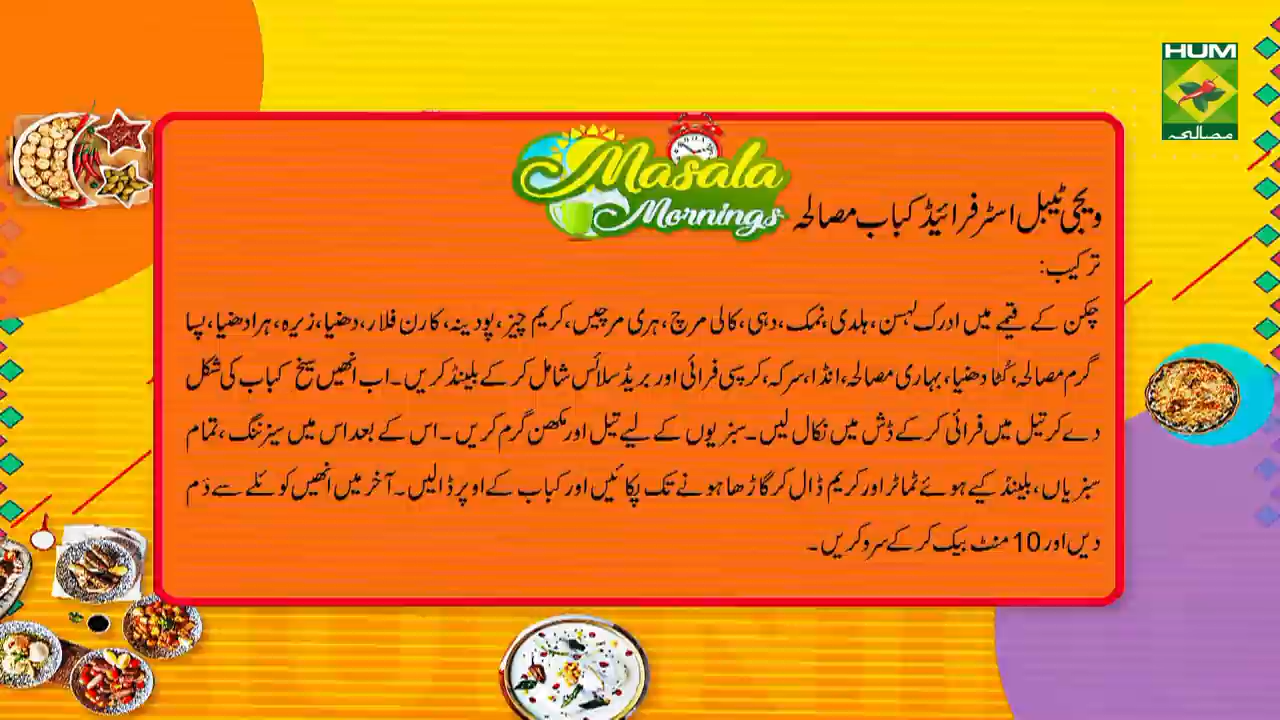 HUM
مصالحہ
Masala
Mornings
ویجی ٹیبل اسٹر فرائیڈ کباب مصالحہ
ترکیب:
چکن کے قیمے میں ادرک لہسن، ہلدی، نمک، دہی، کالی مرچ، ہری مرچیں، کریم چیز، پودینہ، کارن فلار، دھنیا، زیرہ، ہرا دھنیا، پسا
گرم مصالحہ، کُٹا دھنیا، بہاری مصالحہ، انڈا، سرکہ، کرسپی فرائی اور بریڈ سلائس شامل کر کے بلینڈ کریں۔ اب انھیں سیخ کباب کی شکل
دے کر تیل میں فرائی کر کے ڈش میں نکال لیں۔ سبزیوں کے لیے تیل اور مکھن گرم کریں۔ اس کے بعد اس میں سیزننگ، تمام
سبزیاں، بلینڈ کیے ہوئے ٹماٹر اور کریم ڈال کر گاڑھا ہونے تک پکائیں اور کباب کے اوپر ڈالیں۔ آخر میں انھیں کوئلے سے دَم
دیں اور 10 منٹ بیک کر کے سرو کریں۔